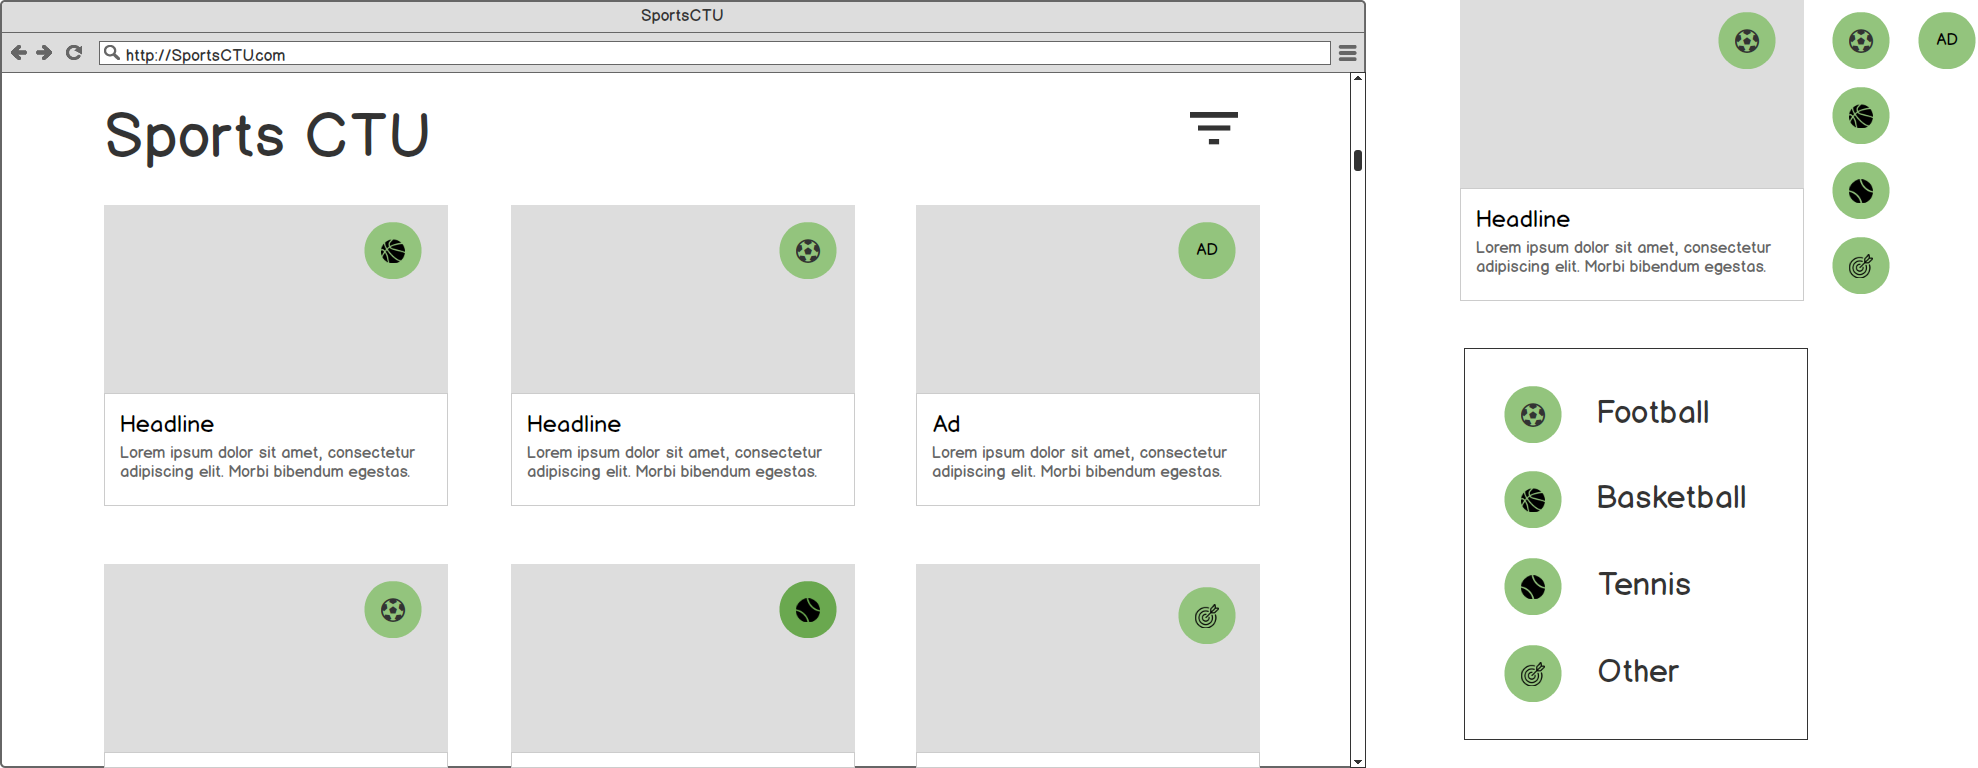 SportsCTU
http://SportsCTU.com
Sports CTU
AD
Headline
Lorem ipsum dolor sit amet, consectetur
adipiscing elit. Morbi bibendum egestas.
Headline
Lorem ipsum dolor sit amet, consectetur
adipiscing elit. Morbi bibendum egestas.
Ad
Lorem ipsum dolor sit amet, consectetur
adipiscing elit. Morbi bibendum egestas.
AD
Headline
Lorem ipsum dolor sit amet, consectetur
adipiscing elit. Morbi bibendum egestas.
Football
Basketball
Tennis
Other